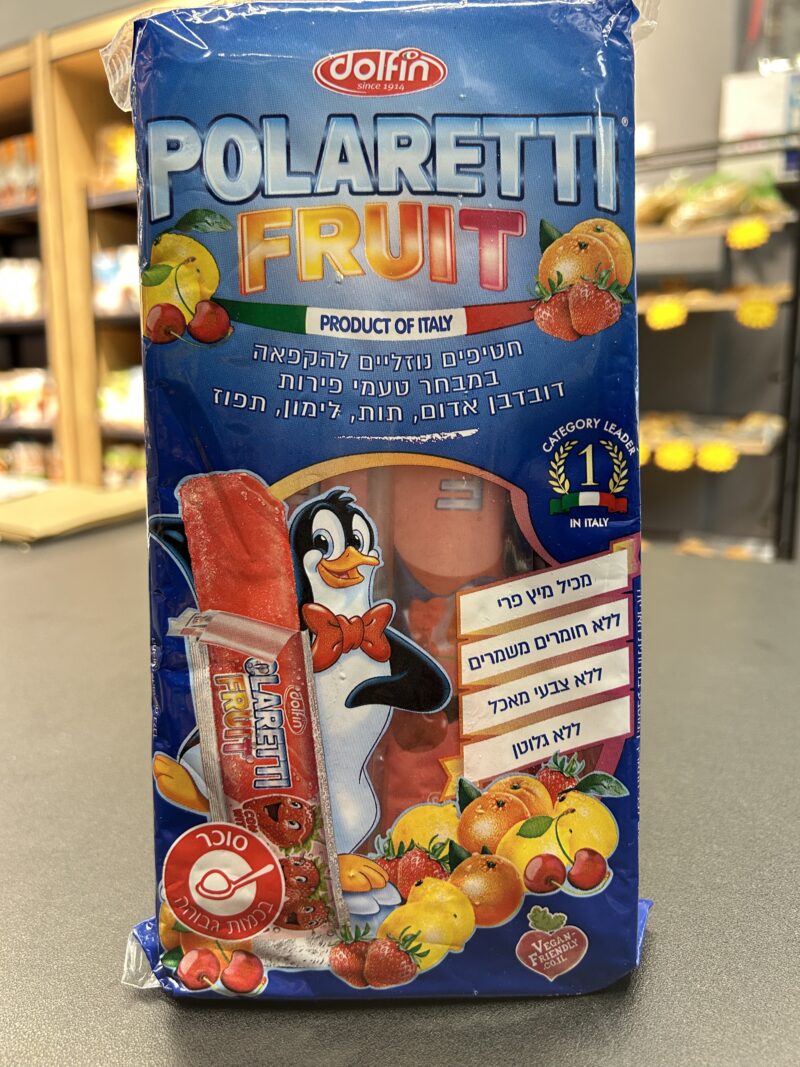 dolfin
since 1914
POLARETTI®
FRUIT
PRODUCT OF ITALY
חטיפים נוזליים להקפאה
במבחר טעמי פירות
דובדבן אדום, תות, לימון, תפוז
CATEGORY LEADER
1
IN ITALY
מכיל מיץ פרי
ללא חומרים משמרים
ללא צבעי מאכל
ללא גלוטן
dolfin
POLARETTI
FRUIT
סוכר
בכמות גבוהה
VEGAN-
FRIENDLY
.CO.IL